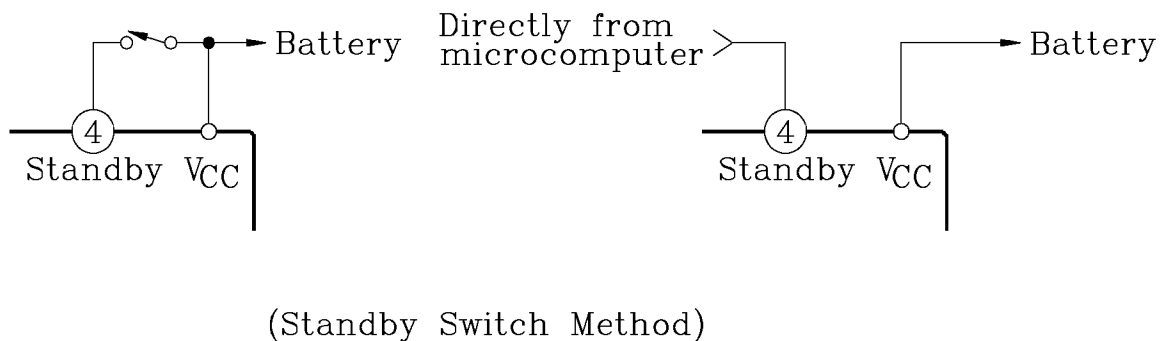 Battery
Directly from
microcomputer
Battery
4
Standby VCC
4
Standby VCC
(Standby Switch Method)